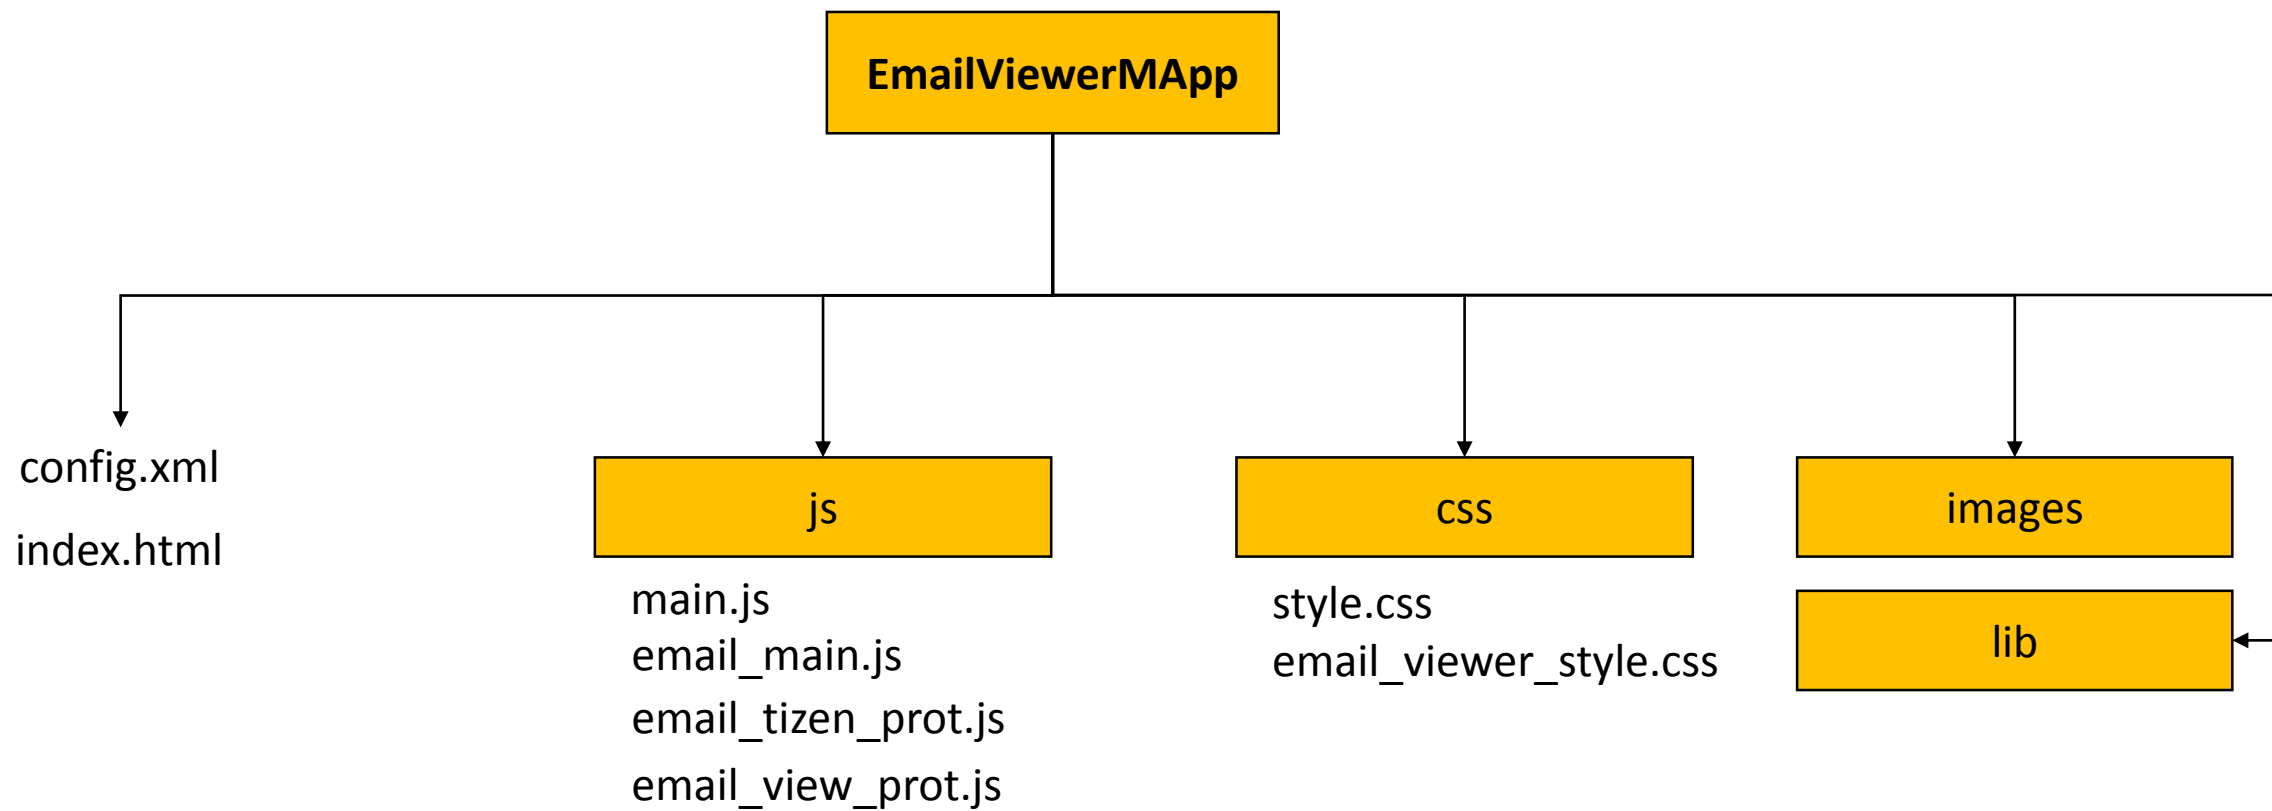 EmailViewerMApp
config.xml
index.html
js
main.js
email_main.js
email_tizen_prot.js
email_view_prot.js
css
style.css
email_viewer_style.css
images
lib